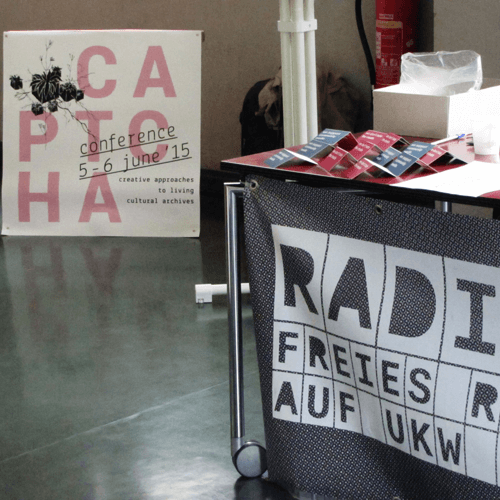 CA
PTC
HA
conference
5-6 june '15
creative approaches
to living
cultural archives
RADI
FREIES R
AUF UKW